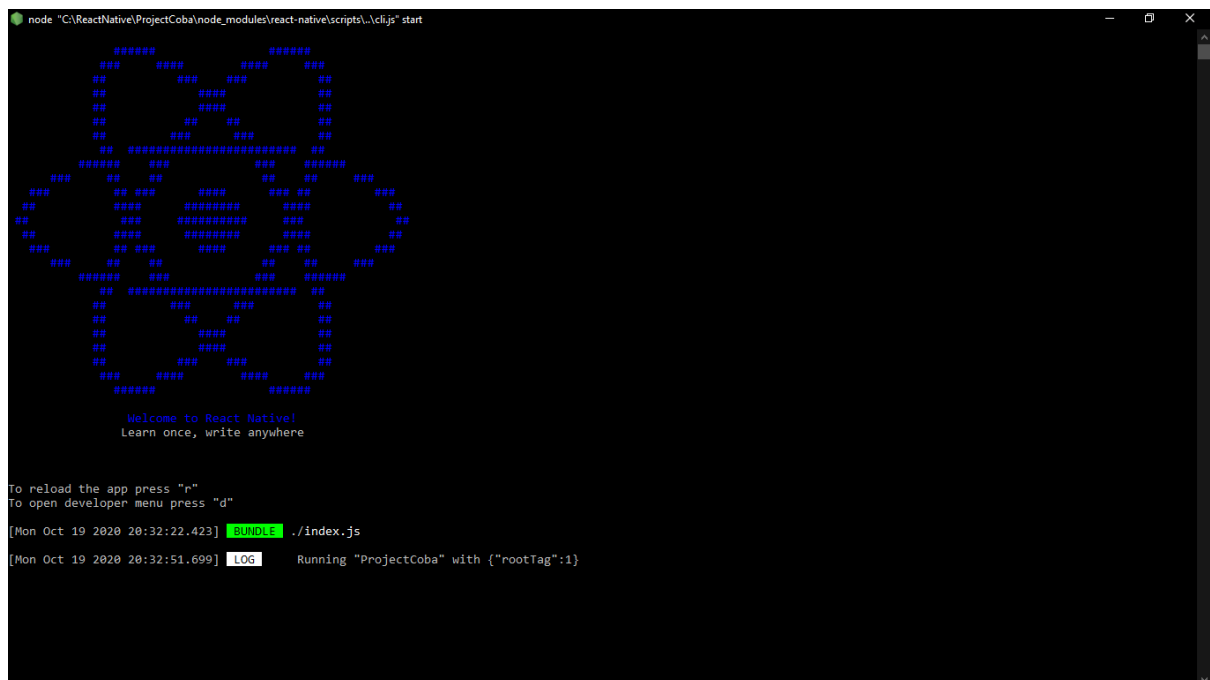 node "C:\ReactNative\ProjectCoba\node_modules\react-native\scripts\..\cli.js" start
###### ######
### #### #### ###
## ### ### ##
## #### ##
## #### ##
## ## ## ##
## ### ### ##
## ######################## ##
###### ### ### ######
### ## ## ## ## ###
### ## ### #### ### ## ###
## #### ######## #### ##
## ### ########## ### ##
## #### ######## #### ##
### ## ### #### ### ## ###
### ## ## ## ## ###
###### ### ### ######
## ######################## ##
## ### ### ##
## ## ## ##
## #### ##
## #### ##
## ### ### ##
### #### #### ###
###### ######
Welcome to React Native!
Learn once, write anywhere
To reload the app press "r"
To open developer menu press "d"
[Mon Oct 19 2020 20:32:22.423] BUNDLE ./index.js
[Mon Oct 19 2020 20:32:51.699] LOG Running "ProjectCoba" with {"rootTag":1}